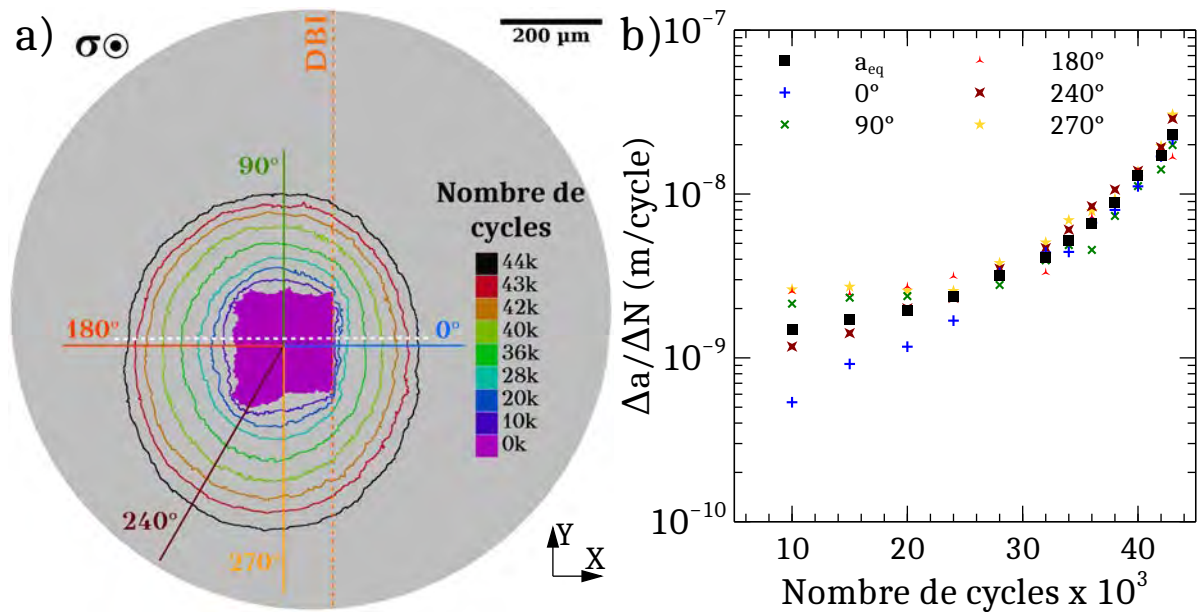 a)
σ
DBI
200 µm
90°
180°
0°
240°
270°
Nombre de
cycles
44k
43k
42k
40k
36k
28k
20k
10k
0k
Y
X
b)
a_eq
0°
90°
180°
240°
270°
10⁻⁷
10⁻⁸
10⁻⁹
10⁻¹⁰
Δa/ΔN (m/cycle)
10 20 30 40
Nombre de cycles x 10³